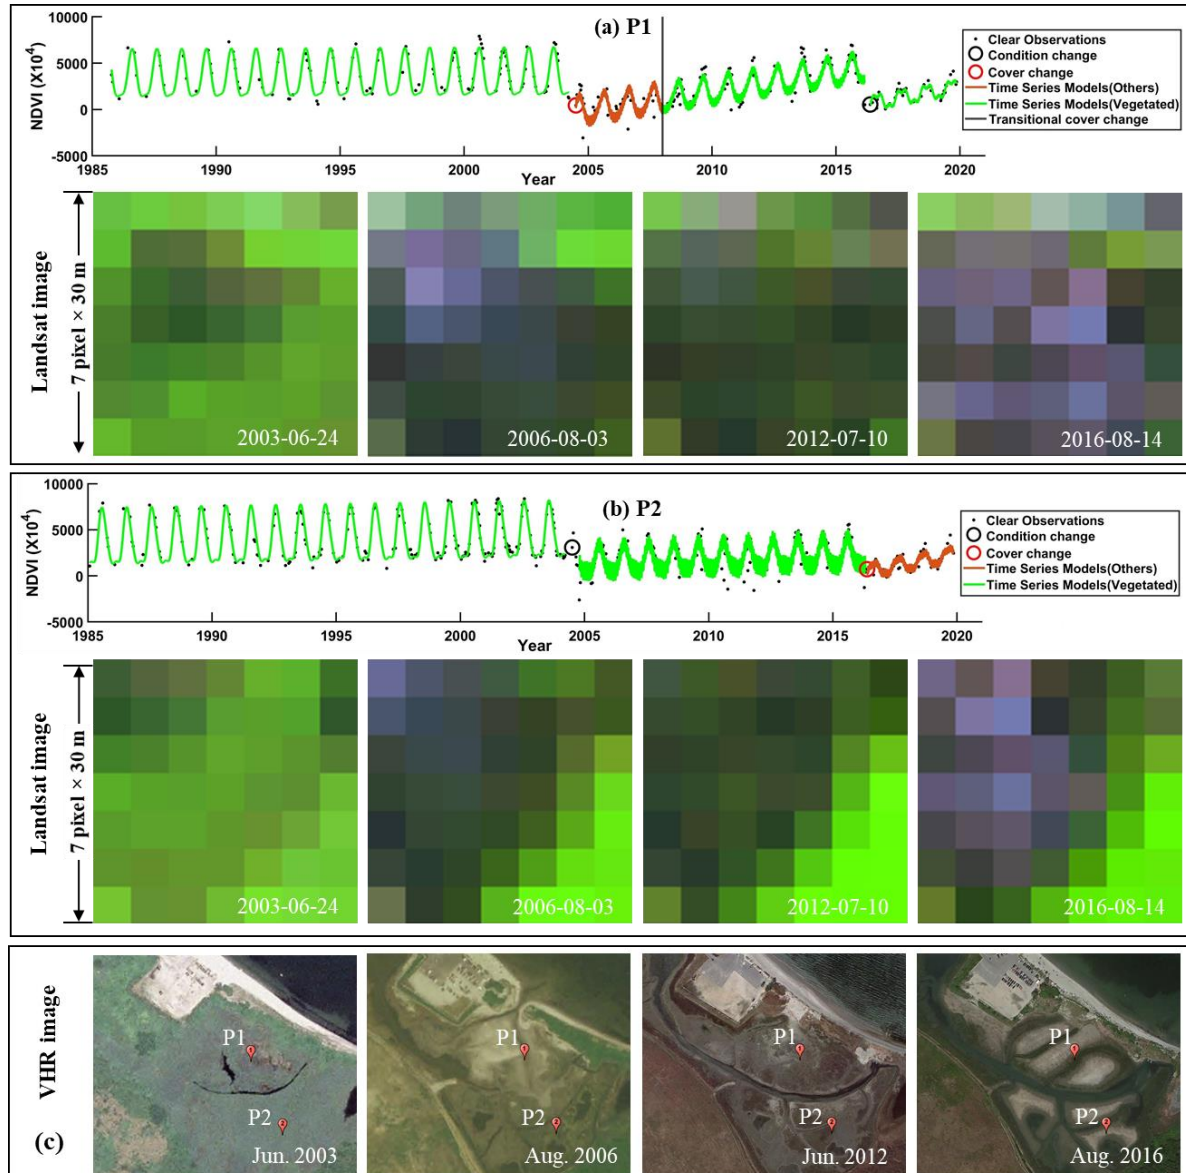 (a) P1
NDVI (X10⁴)
10000
5000
0
-5000
1985
1990
1995
2000
2005
2010
2015
2020
Year
Clear Observations
Condition change
Cover change
Time Series Models(Others)
Time Series Models(Vegetated)
Transitional cover change
Landsat image
7 pixel × 30 m
2003-06-24
2006-08-03
2012-07-10
2016-08-14
(b) P2
NDVI (X10⁴)
10000
5000
0
-5000
1985
1990
1995
2000
2005
2010
2015
2020
Year
Clear Observations
Condition change
Cover change
Time Series Models(Others)
Time Series Models(Vegetated)
Landsat image
7 pixel × 30 m
2003-06-24
2006-08-03
2012-07-10
2016-08-14
VHR image
(c)
P1
P2
Jun. 2003
P1
P2
Aug. 2006
P1
P2
Jun. 2012
P1
P2
Aug. 2016